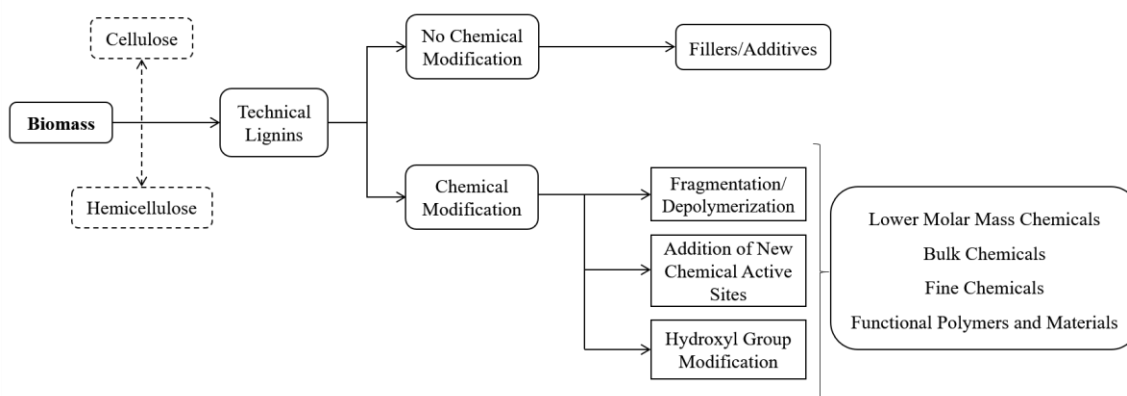 Cellulose
Biomass
Hemicellulose
Technical
Lignins
No Chemical
Modification
Fillers/Additives
Chemical
Modification
Fragmentation/
Depolymerization
Addition of New
Chemical Active
Sites
Hydroxyl Group
Modification
Lower Molar Mass Chemicals
Bulk Chemicals
Fine Chemicals
Functional Polymers and Materials